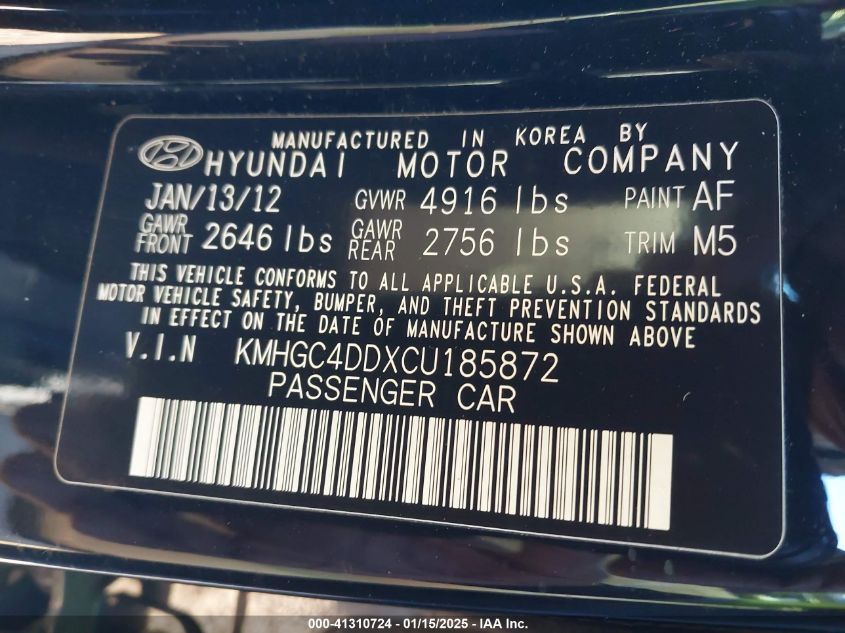 MANUFACTURED IN KOREA BY
HYUNDAI MOTOR COMPANY
JAN/13/12 GVWR 4916 lbs PAINT AF
GAWR FRONT 2646 lbs GAWR REAR 2756 lbs TRIM M5
THIS VEHICLE CONFORMS TO ALL APPLICABLE U.S.A. FEDERAL
MOTOR VEHICLE SAFETY, BUMPER, AND THEFT PREVENTION STANDARDS
IN EFFECT ON THE DATE OF MANUFACTURE SHOWN ABOVE
V.I.N KMHGC4DDXCU185872
PASSENGER CAR
000-41310724 - 01/15/2025 - IAA Inc.